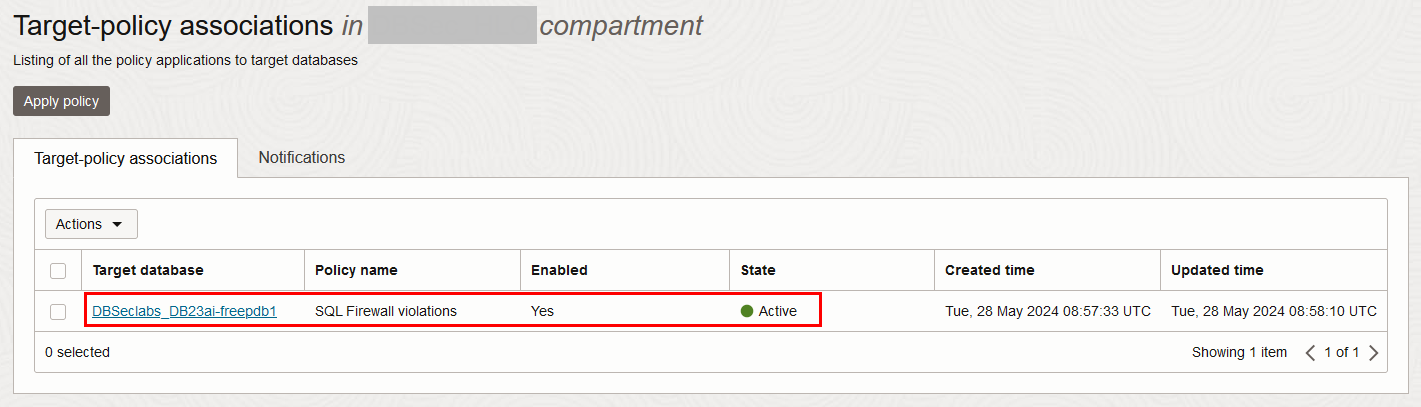 Target-policy associations in compartment
Listing of all the policy applications to target databases
Apply policy
Target-policy associations Notifications
Actions
Target database Policy name Enabled State Created time Updated time
DBSeclabs_DB23ai-freepdb1 SQL Firewall violations Yes Active Tue, 28 May 2024 08:57:33 UTC Tue, 28 May 2024 08:58:10 UTC
0 selected Showing 1 item 1 of 1